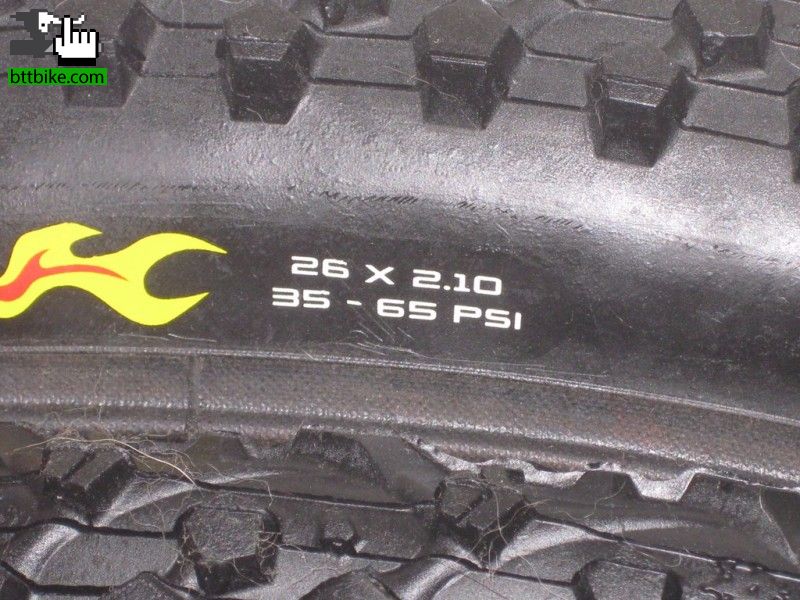 bttbike.com
26 X 2.10
35 - 65 PSI